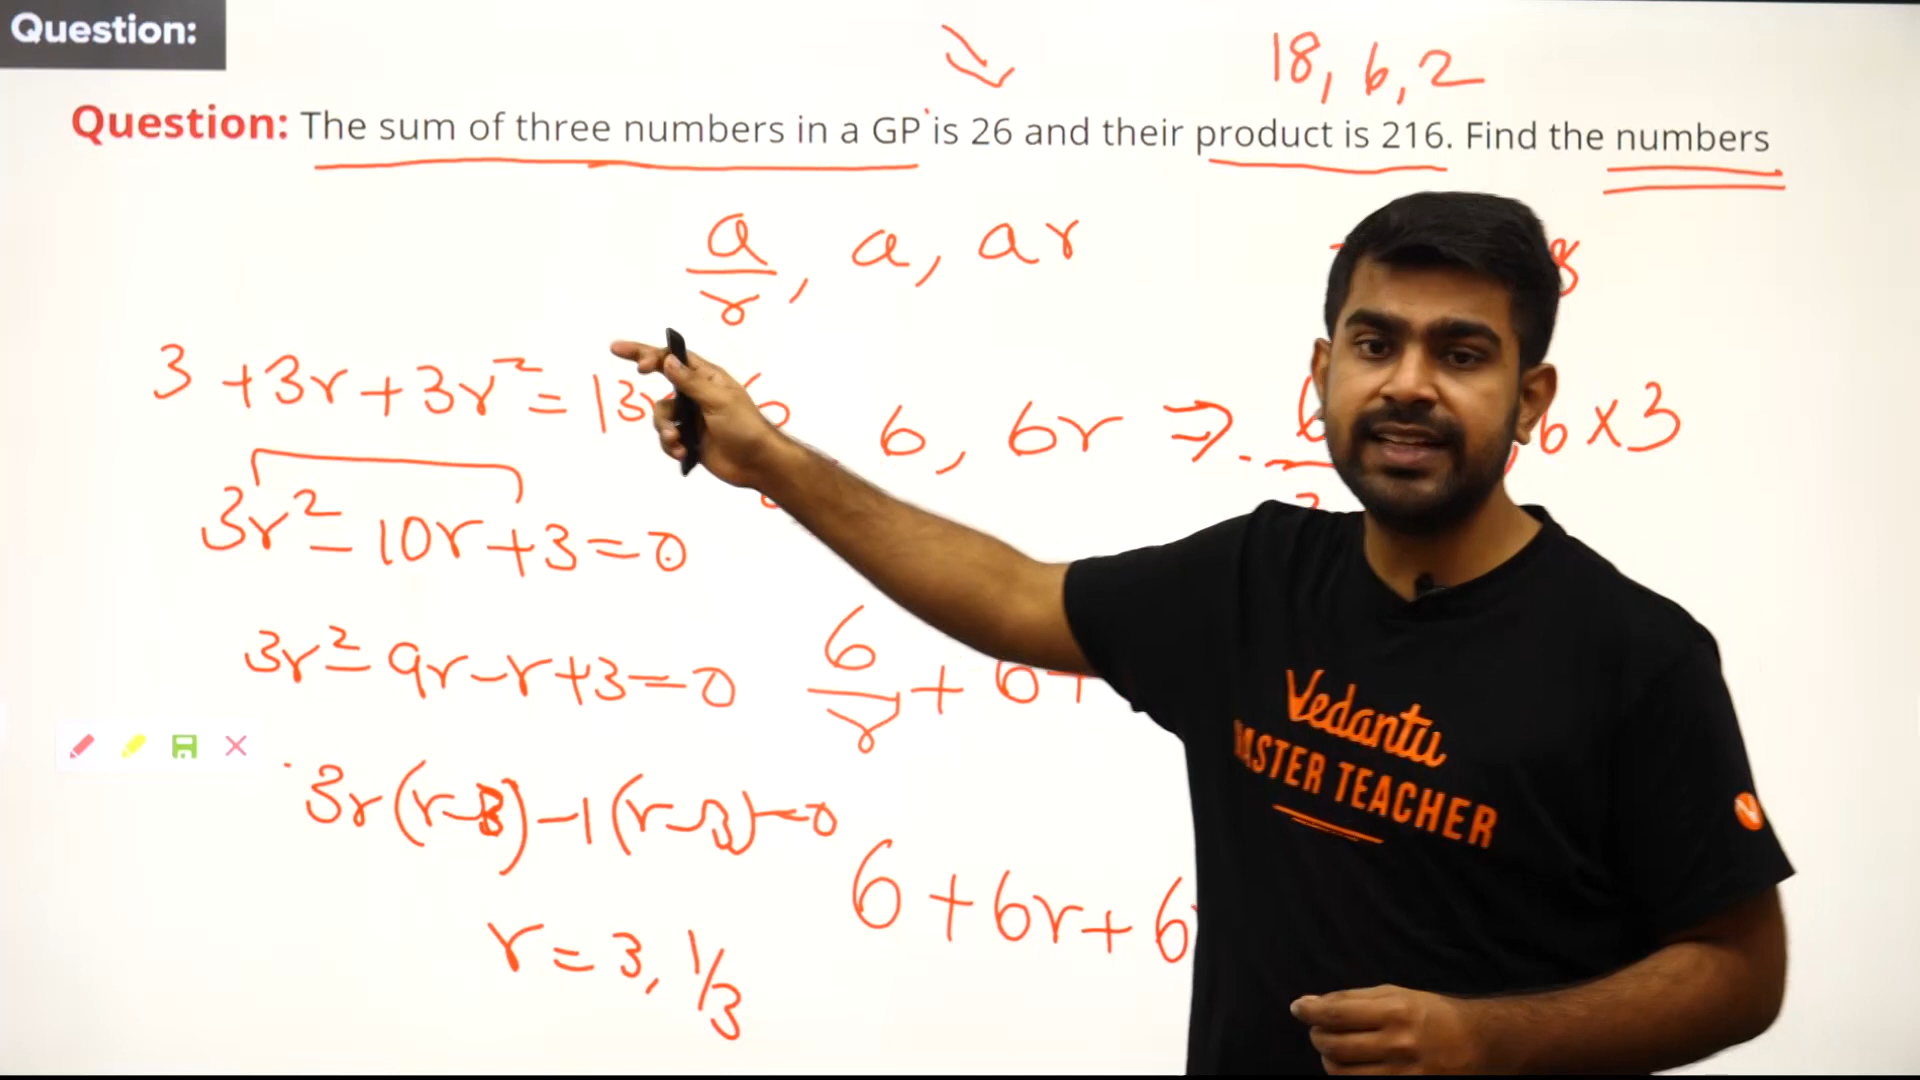 Question:
18, 6, 2
Question: The sum of three numbers in a GP is 26 and their product is 216. Find the numbers
a/r, a, ar
3 + 3r + 3r² = 13r
6, 6r ⇒ 6 × 3
3r² - 10r + 3 = 0
3r² - 9r - r + 3 = 0
6/r + 6 +
3r(r-3) - 1(r-3) = 0
6 + 6r + 6
r = 3, 1/3
Vedantu
MASTER TEACHER